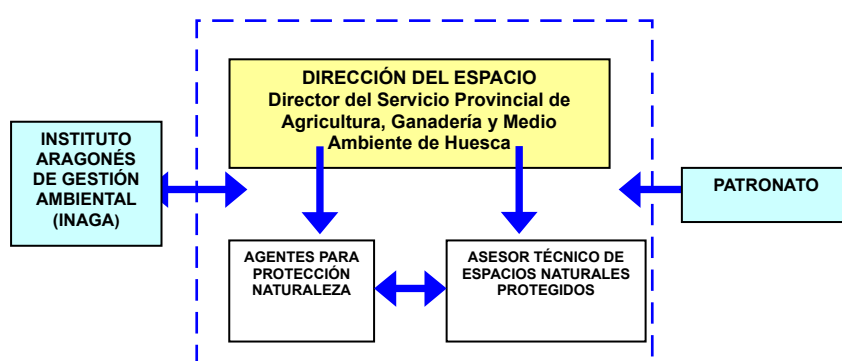 DIRECCIÓN DEL ESPACIO
Director del Servicio Provincial de
Agricultura, Ganadería y Medio
Ambiente de Huesca
INSTITUTO
ARAGONÉS
DE GESTIÓN
AMBIENTAL
(INAGA)
PATRONATO
AGENTES PARA
PROTECCIÓN
NATURALEZA
ASESOR TÉCNICO DE
ESPACIOS NATURALES
PROTEGIDOS